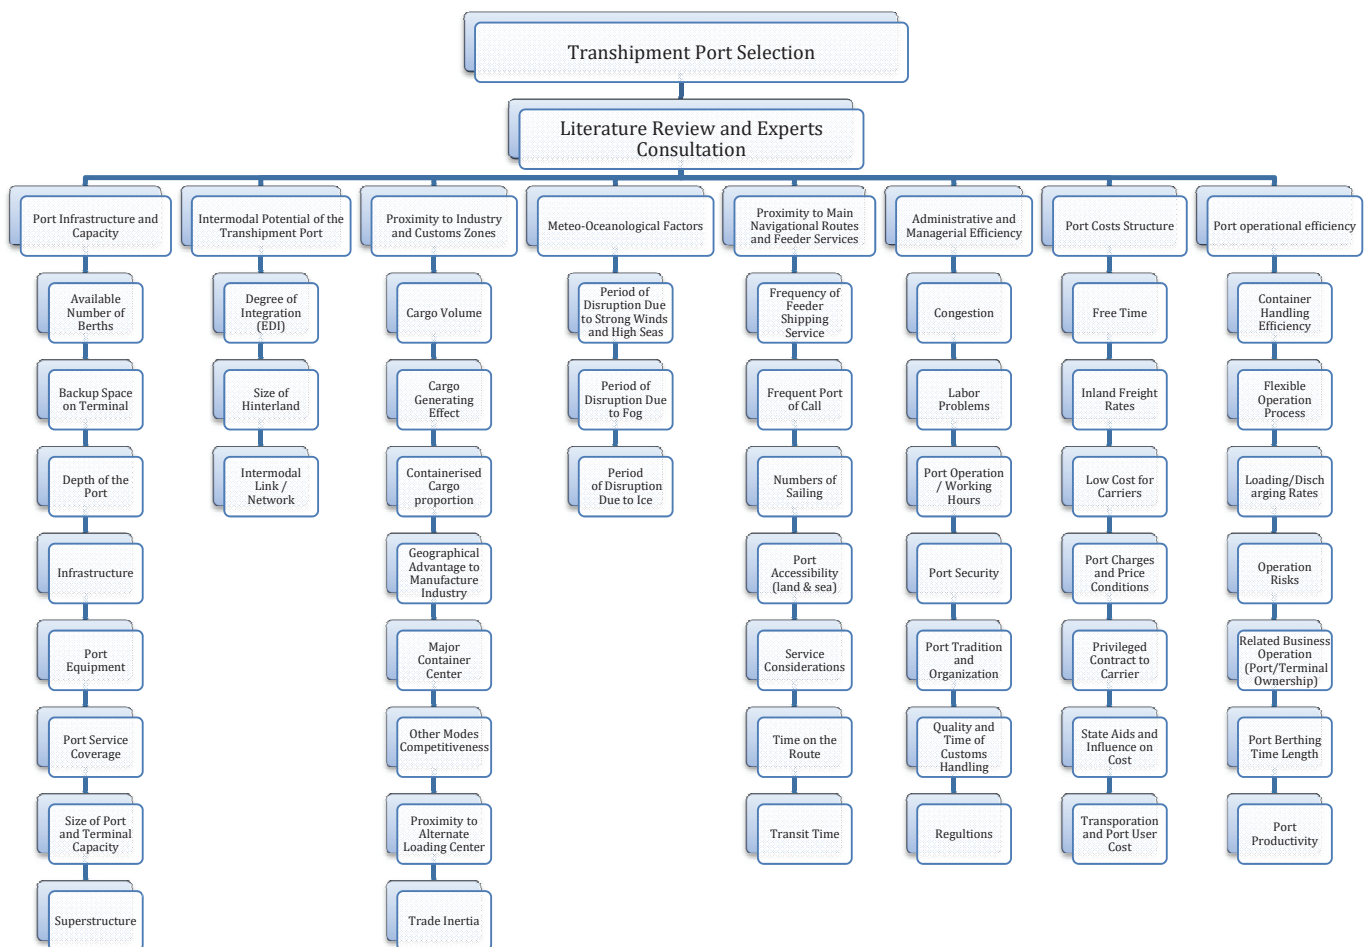 Transhipment Port Selection
Literature Review and Experts
Consultation
Port Infrastructure and
Capacity
Intermodal Potential of the
Transhipment Port
Proximity to Industry
and Customs Zones
Meteo-Oceanological Factors
Proximity to Main
Navigational Routes
and Feeder Services
Administrative and
Managerial Efficiency
Port Costs Structure
Port operational efficiency
Available
Number of
Berths
Backup Space
on Terminal
Depth of the
Port
Infrastructure
Port
Equipment
Port Service
Coverage
Size of Port
and Terminal
Capacity
Superstructure
Degree of
Integration
(EDI)
Size of
Hinterland
Intermodal
Link /
Network
Cargo Volume
Cargo
Generating
Effect
Containerised
Cargo
proportion
Geographical
Advantage to
Manufacture
Industry
Major
Container
Center
Other Modes
Competitiveness
Proximity to
Alternate
Loading Center
Trade Inertia
Period of
Disruption Due
to Strong Winds
and High Seas
Period of
Disruption Due
to Fog
Period
of Disruption
Due to Ice
Frequency of
Feeder
Shipping
Service
Frequent Port
of Call
Numbers of
Sailing
Port
Accessibility
(land & sea)
Service
Considerations
Time on the
Route
Transit Time
Congestion
Labor
Problems
Port Operation
/ Working
Hours
Port Security
Port Tradition
and
Organization
Quality and
Time of
Customs
Handling
Regultions
Free Time
Inland Freight
Rates
Low Cost for
Carriers
Port Charges
and Price
Conditions
Privileged
Contract to
Carrier
State Aids and
Influence on
Cost
Transporation
and Port User
Cost
Container
Handling
Efficiency
Flexible
Operation
Process
Loading/Disch
arging Rates
Operation
Risks
Related Business
Operation
(Port/Terminal
Ownership)
Port Berthing
Time Length
Port
Productivity